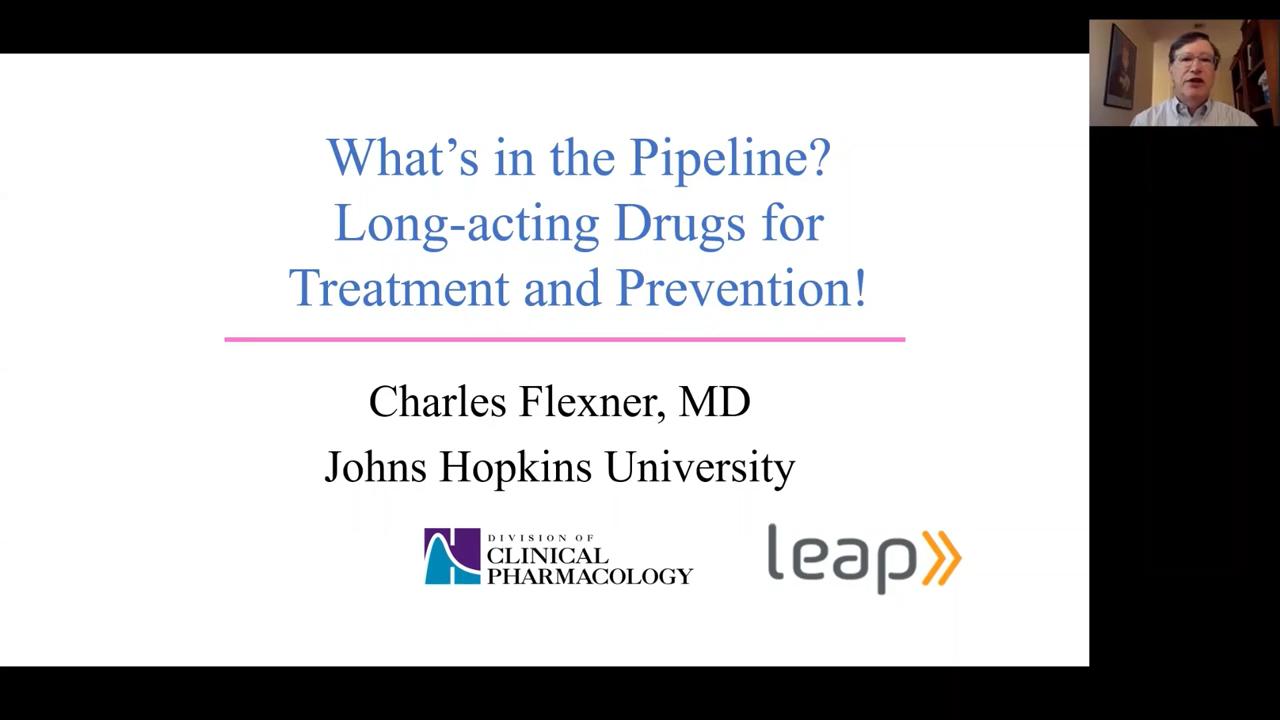 What's in the Pipeline?
Long-acting Drugs for
Treatment and Prevention!
Charles Flexner, MD
Johns Hopkins University
DIVISION OF
CLINICAL
PHARMACOLOGY
leap